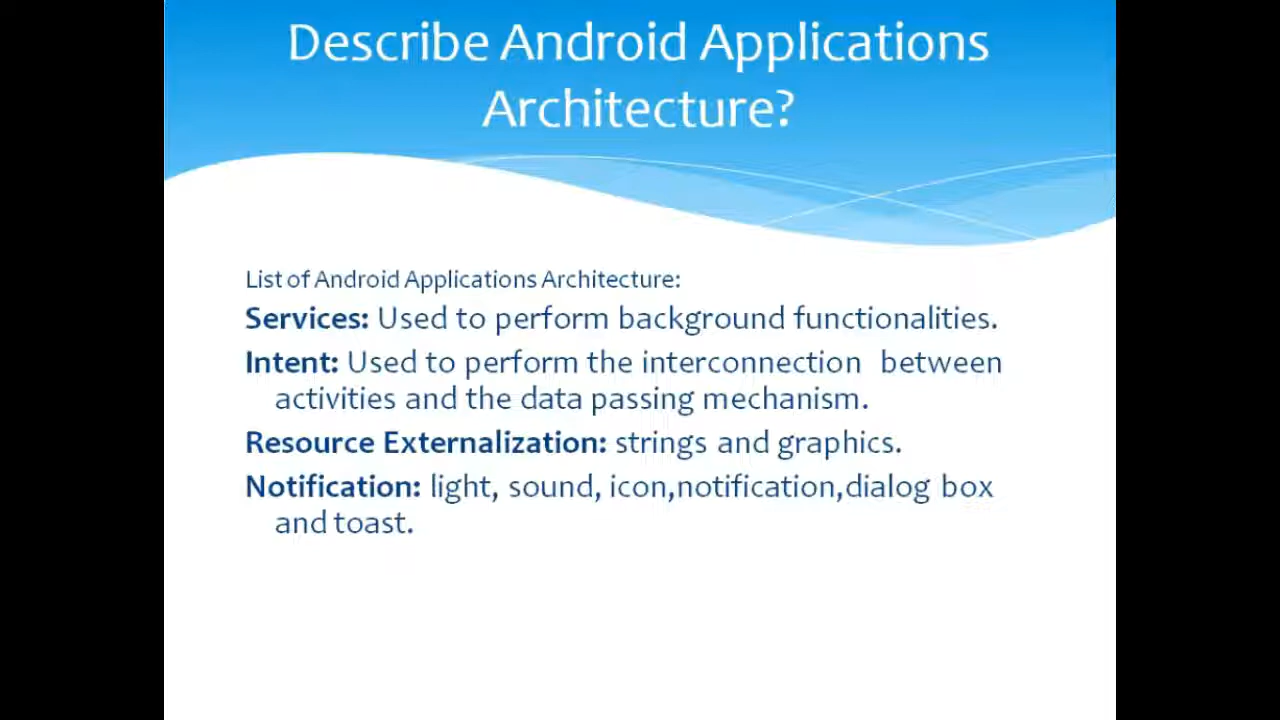 Describe Android Applications
Architecture?
List of Android Applications Architecture:
Services: Used to perform background functionalities.
Intent: Used to perform the interconnection  between
activities and the data passing mechanism.
Resource Externalization: strings and graphics.
Notification: light, sound, icon,notification,dialog box
and toast.